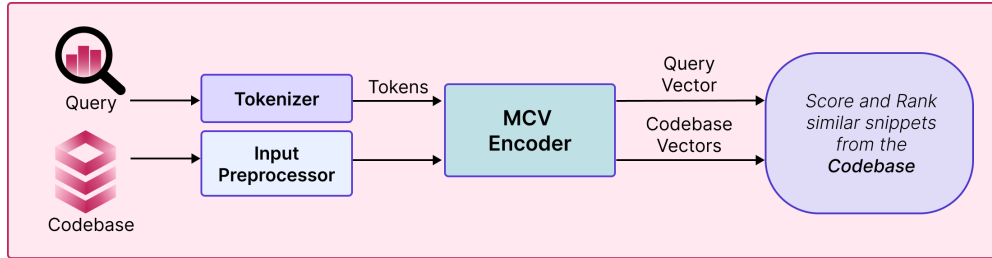 Query
Tokenizer
Tokens
MCV
Encoder
Query
Vector
Codebase
Vectors
Score and Rank
similar snippets
from the
Codebase
Input
Preprocessor
Codebase